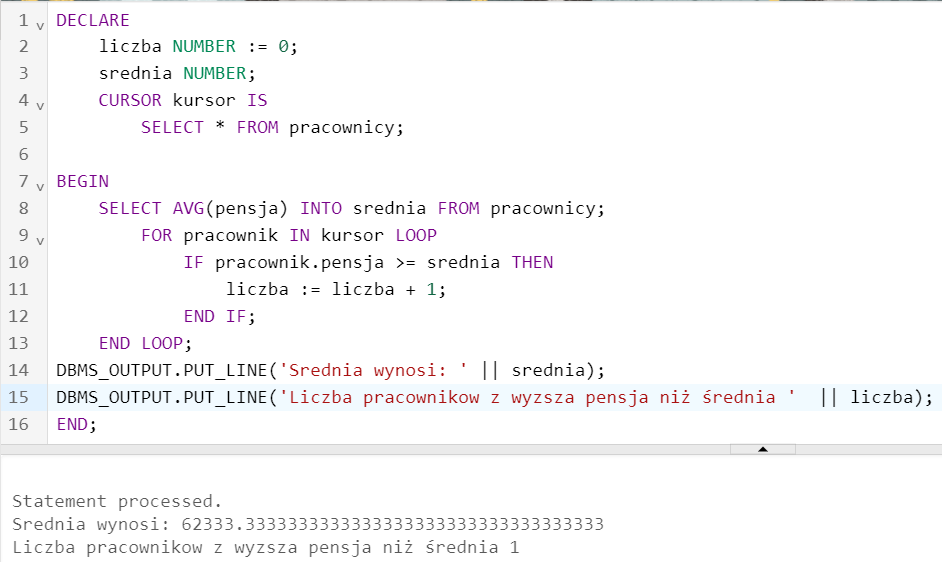 1 DECLARE
2 liczba NUMBER := 0;
3 srednia NUMBER;
4 CURSOR kursor IS
5 SELECT * FROM pracownicy;
6
7 BEGIN
8 SELECT AVG(pensja) INTO srednia FROM pracownicy;
9 FOR pracownik IN kursor LOOP
10 IF pracownik.pensja >= srednia THEN
11 liczba := liczba + 1;
12 END IF;
13 END LOOP;
14 DBMS_OUTPUT.PUT_LINE('Srednia wynosi: ' || srednia);
15 DBMS_OUTPUT.PUT_LINE('Liczba pracownikow z wyzsza pensja niż średnia ' || liczba);
16 END;
Statement processed.
Srednia wynosi: 62333.3333333333333333333333333333333333
Liczba pracownikow z wyzsza pensja niż średnia 1